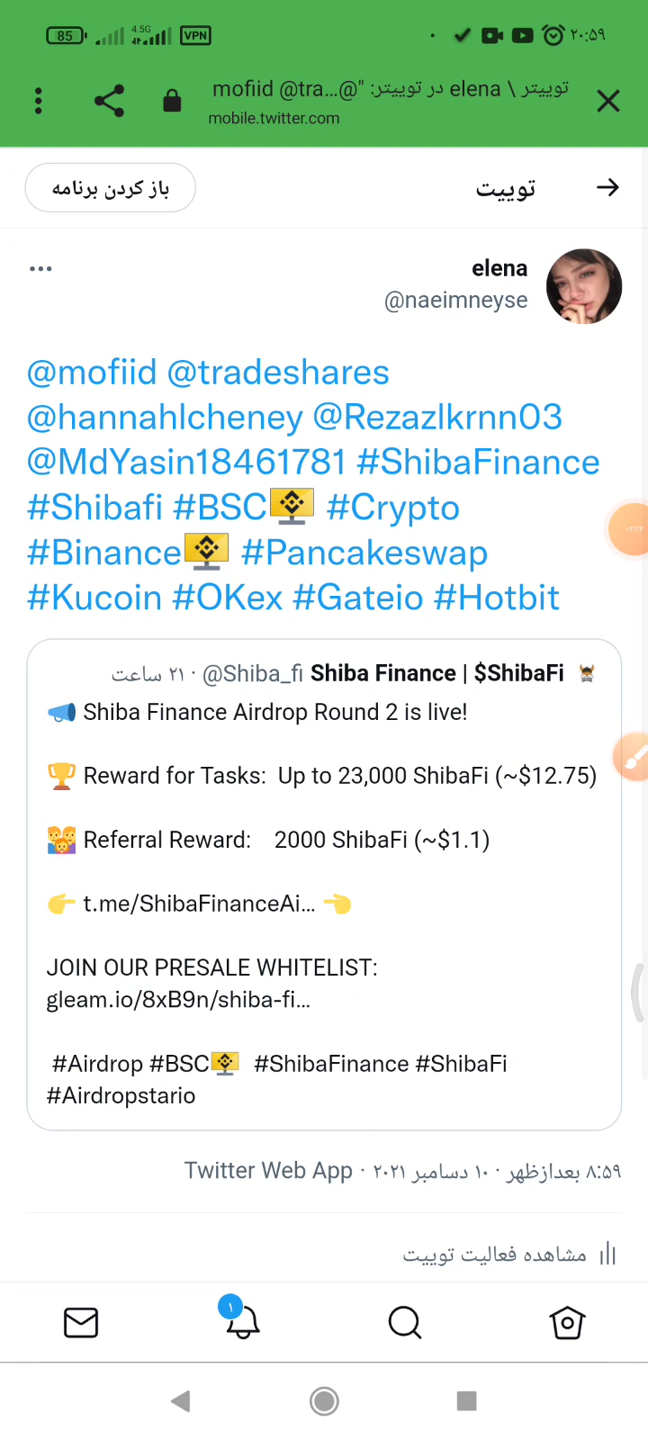 85 4.5G VPN ۲۰:۵۹
توییتر \ elena در توییتر: "@mofiid @tra...
mobile.twitter.com
باز کردن برنامه توییت
elena
@naeimneyse
@mofiid @tradeshares
@hannahlcheney @Rezazlkrnn03
@MdYasin18461781 #ShibaFinance
#Shibafi #BSC #Crypto
#Binance #Pancakeswap
#Kucoin #OKex #Gateio #Hotbit
Shiba Finance | $ShibaFi @Shiba_fi · ۲۱ ساعت
📣 Shiba Finance Airdrop Round 2 is live!
🏆 Reward for Tasks: Up to 23,000 ShibaFi (~$12.75)
👨‍👩‍👦 Referral Reward: 2000 ShibaFi (~$1.1)
👉 t.me/ShibaFinanceAi... 👈
JOIN OUR PRESALE WHITELIST:
gleam.io/8xB9n/shiba-fi...
#Airdrop #BSC #ShibaFinance #ShibaFi
#Airdropstario
۸:۵۹ بعدازظهر · ۱۰ دسامبر ۲۰۲۱ · Twitter Web App
مشاهده فعالیت توییت
۱